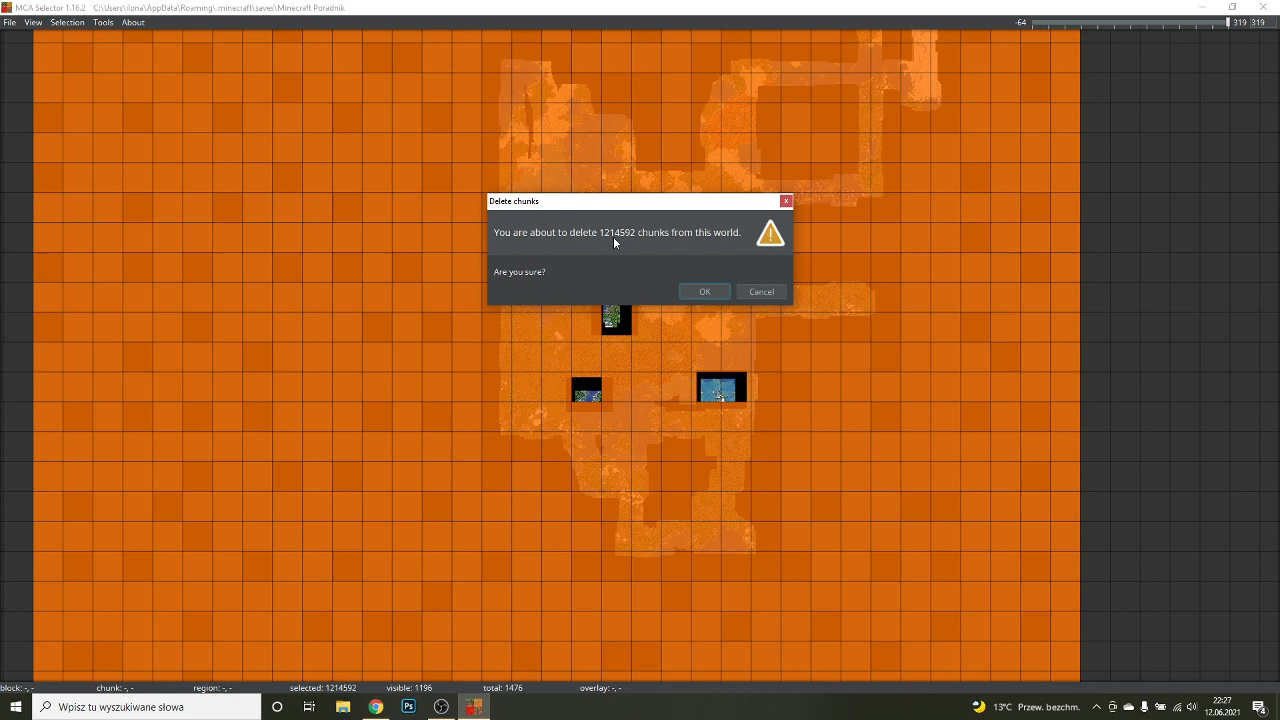 MCA Selector 1.16.2 C:\Users\ilona\AppData\Roaming\.minecraft\saves\Minecraft Poradnik
File View Selection Tools About
-64 319 319
Delete chunks
x
You are about to delete 1214592 chunks from this world.
Are you sure?
OK Cancel
block: -, - chunk: -, - region: -, - selected: 1214592 visible: 1196 total: 1476 overlay: -, -
Wpisz tu wyszukiwane słowa
Ps
13°C Przew. bezchm.
22:27
12.06.2021